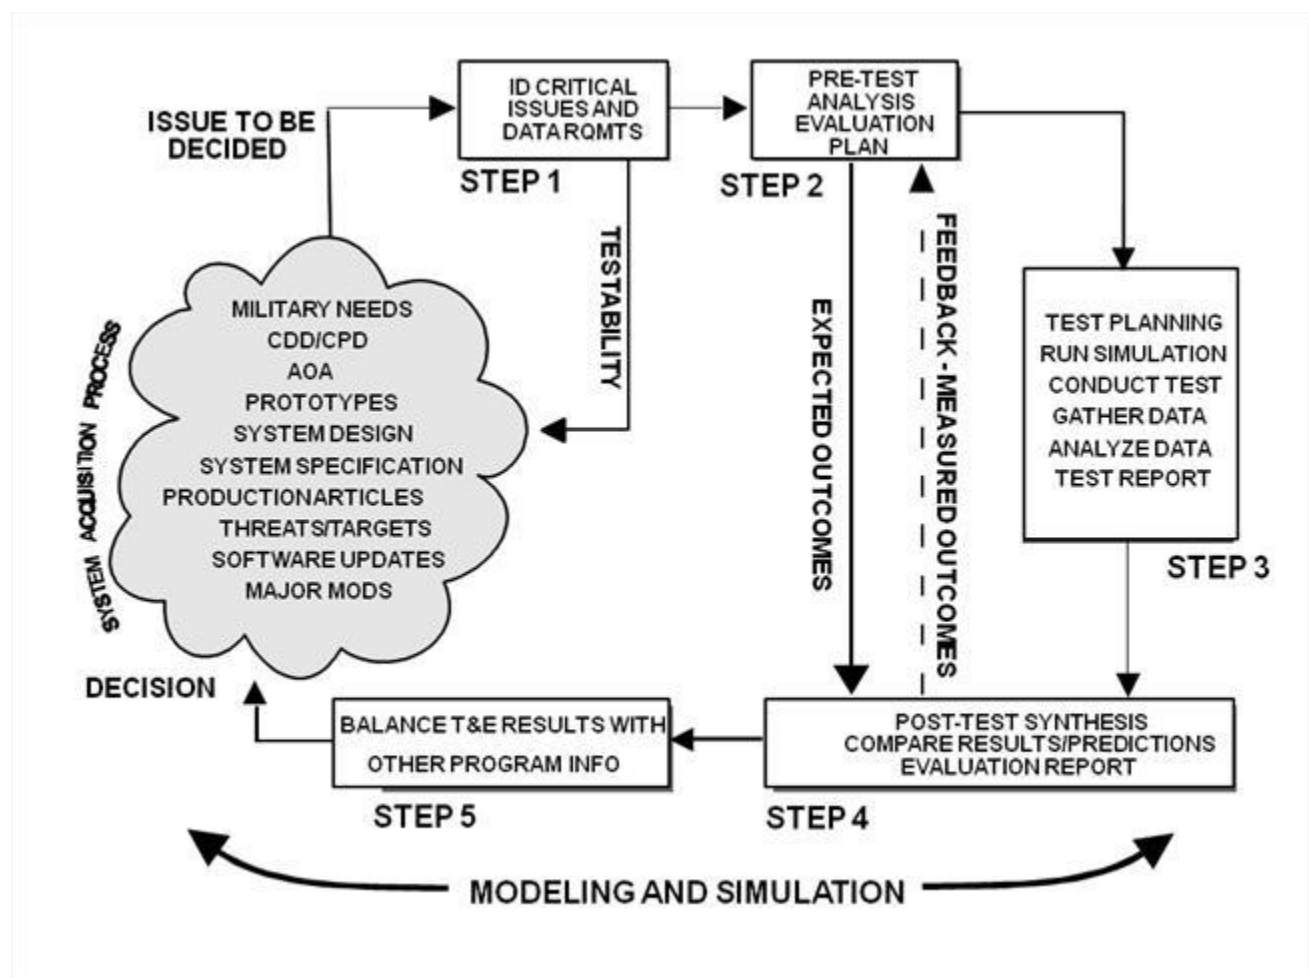 ISSUE TO BE
DECIDED
ID CRITICAL
ISSUES AND
DATA RQMTS
STEP 1
PRE-TEST
ANALYSIS
EVALUATION
PLAN
STEP 2
TESTABILITY
EXPECTED OUTCOMES
FEEDBACK - MEASURED OUTCOMES
TEST PLANNING
RUN SIMULATION
CONDUCT TEST
GATHER DATA
ANALYZE DATA
TEST REPORT
STEP 3
SYSTEM ACQUISITION PROCESS
MILITARY NEEDS
CDD/CPD
AOA
PROTOTYPES
SYSTEM DESIGN
SYSTEM SPECIFICATION
PRODUCTION ARTICLES
THREATS/TARGETS
SOFTWARE UPDATES
MAJOR MODS
DECISION
BALANCE T&E RESULTS WITH
OTHER PROGRAM INFO
STEP 5
POST-TEST SYNTHESIS
COMPARE RESULTS/PREDICTIONS
EVALUATION REPORT
STEP 4
MODELING AND SIMULATION